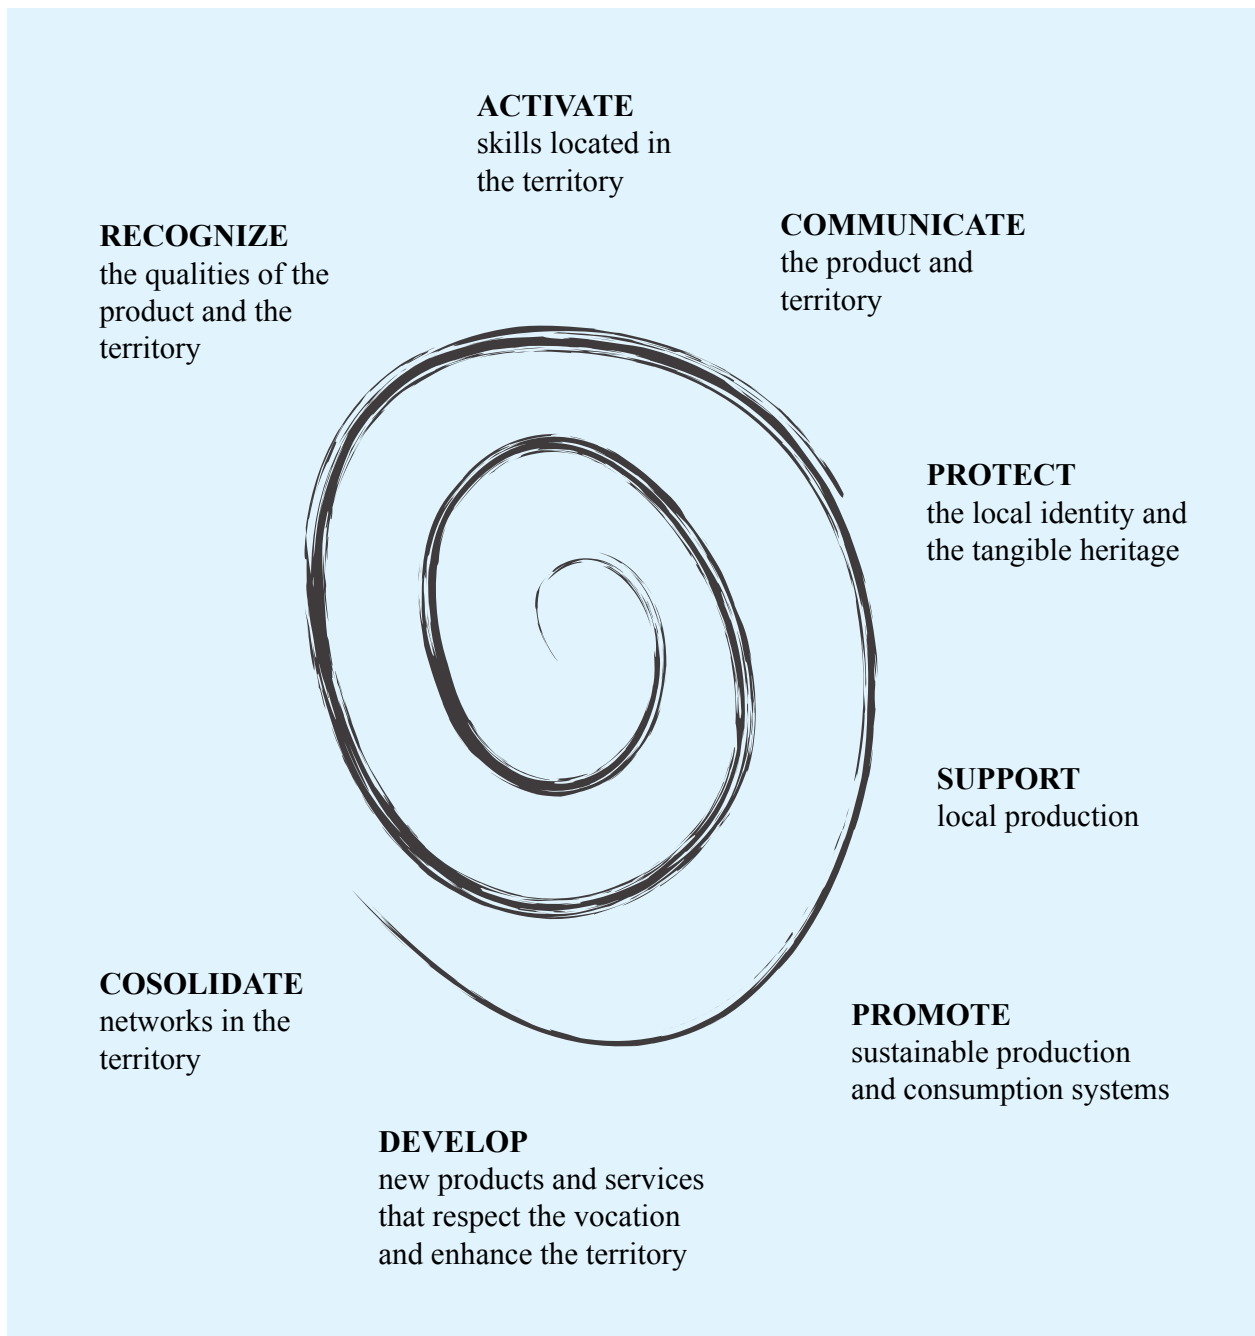 ACTIVATE
skills located in
the territory
COMMUNICATE
the product and
territory
RECOGNIZE
the qualities of the
product and the
territory
PROTECT
the local identity and
the tangible heritage
SUPPORT
local production
COSOLIDATE
networks in the
territory
PROMOTE
sustainable production
and consumption systems
DEVELOP
new products and services
that respect the vocation
and enhance the territory